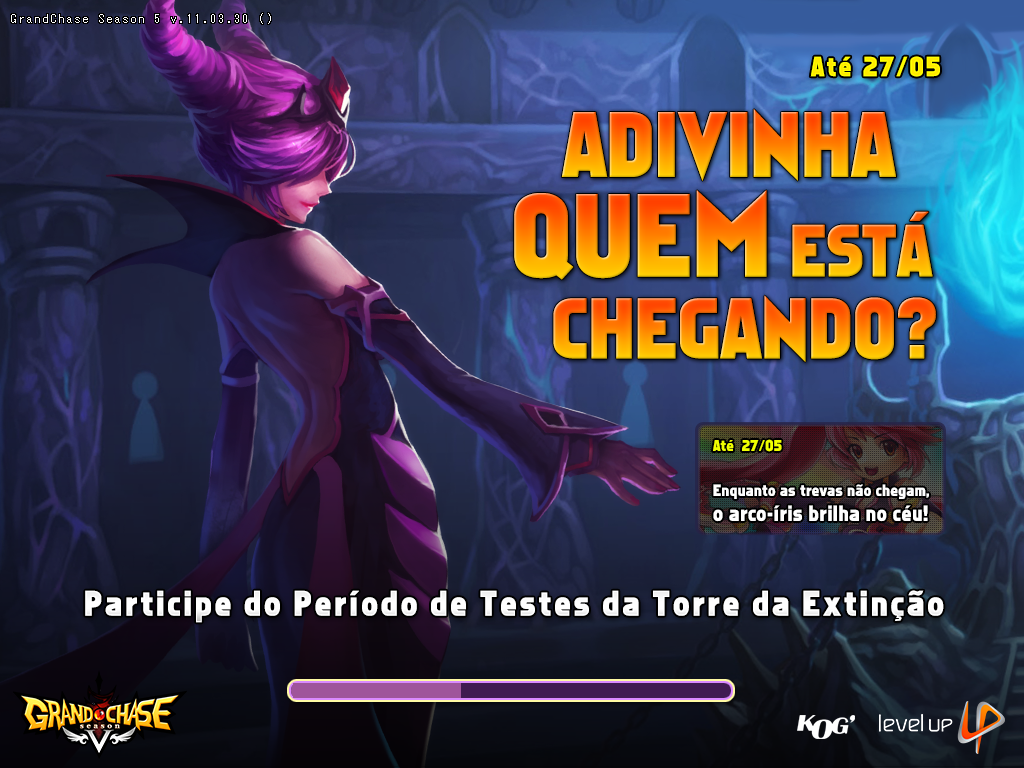 GrandChase Season 5 v.11.03.30 ()
Até 27/05
ADIVINHA
QUEM ESTÁ
CHEGANDO?
Até 27/05
Enquanto as trevas não chegam,
o arco-íris brilha no céu!
Participe do Período de Testes da Torre da Extinção
GRAND CHASE
season
KOG'
level up